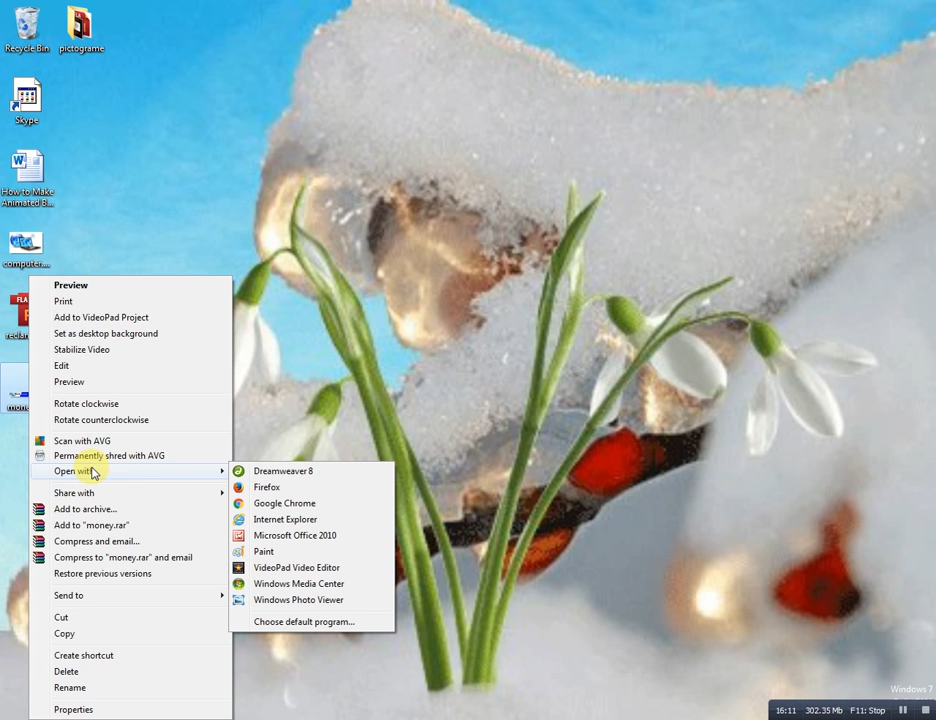 Recycle Bin
pictograme
Skype
How to Make
Animated B...
computer....
Preview
Print
Add to VideoPad Project
Set as desktop background
Stabilize Video
Edit
Preview
Rotate clockwise
Rotate counterclockwise
Scan with AVG
Permanently shred with AVG
Open with
Share with
Add to archive...
Add to "money.rar"
Compress and email...
Compress to "money.rar" and email
Restore previous versions
Send to
Cut
Copy
Create shortcut
Delete
Rename
Properties
Dreamweaver 8
Firefox
Google Chrome
Internet Explorer
Microsoft Office 2010
Paint
VideoPad Video Editor
Windows Media Center
Windows Photo Viewer
Choose default program...
Windows 7
16:11 302.35 Mb F11: Stop